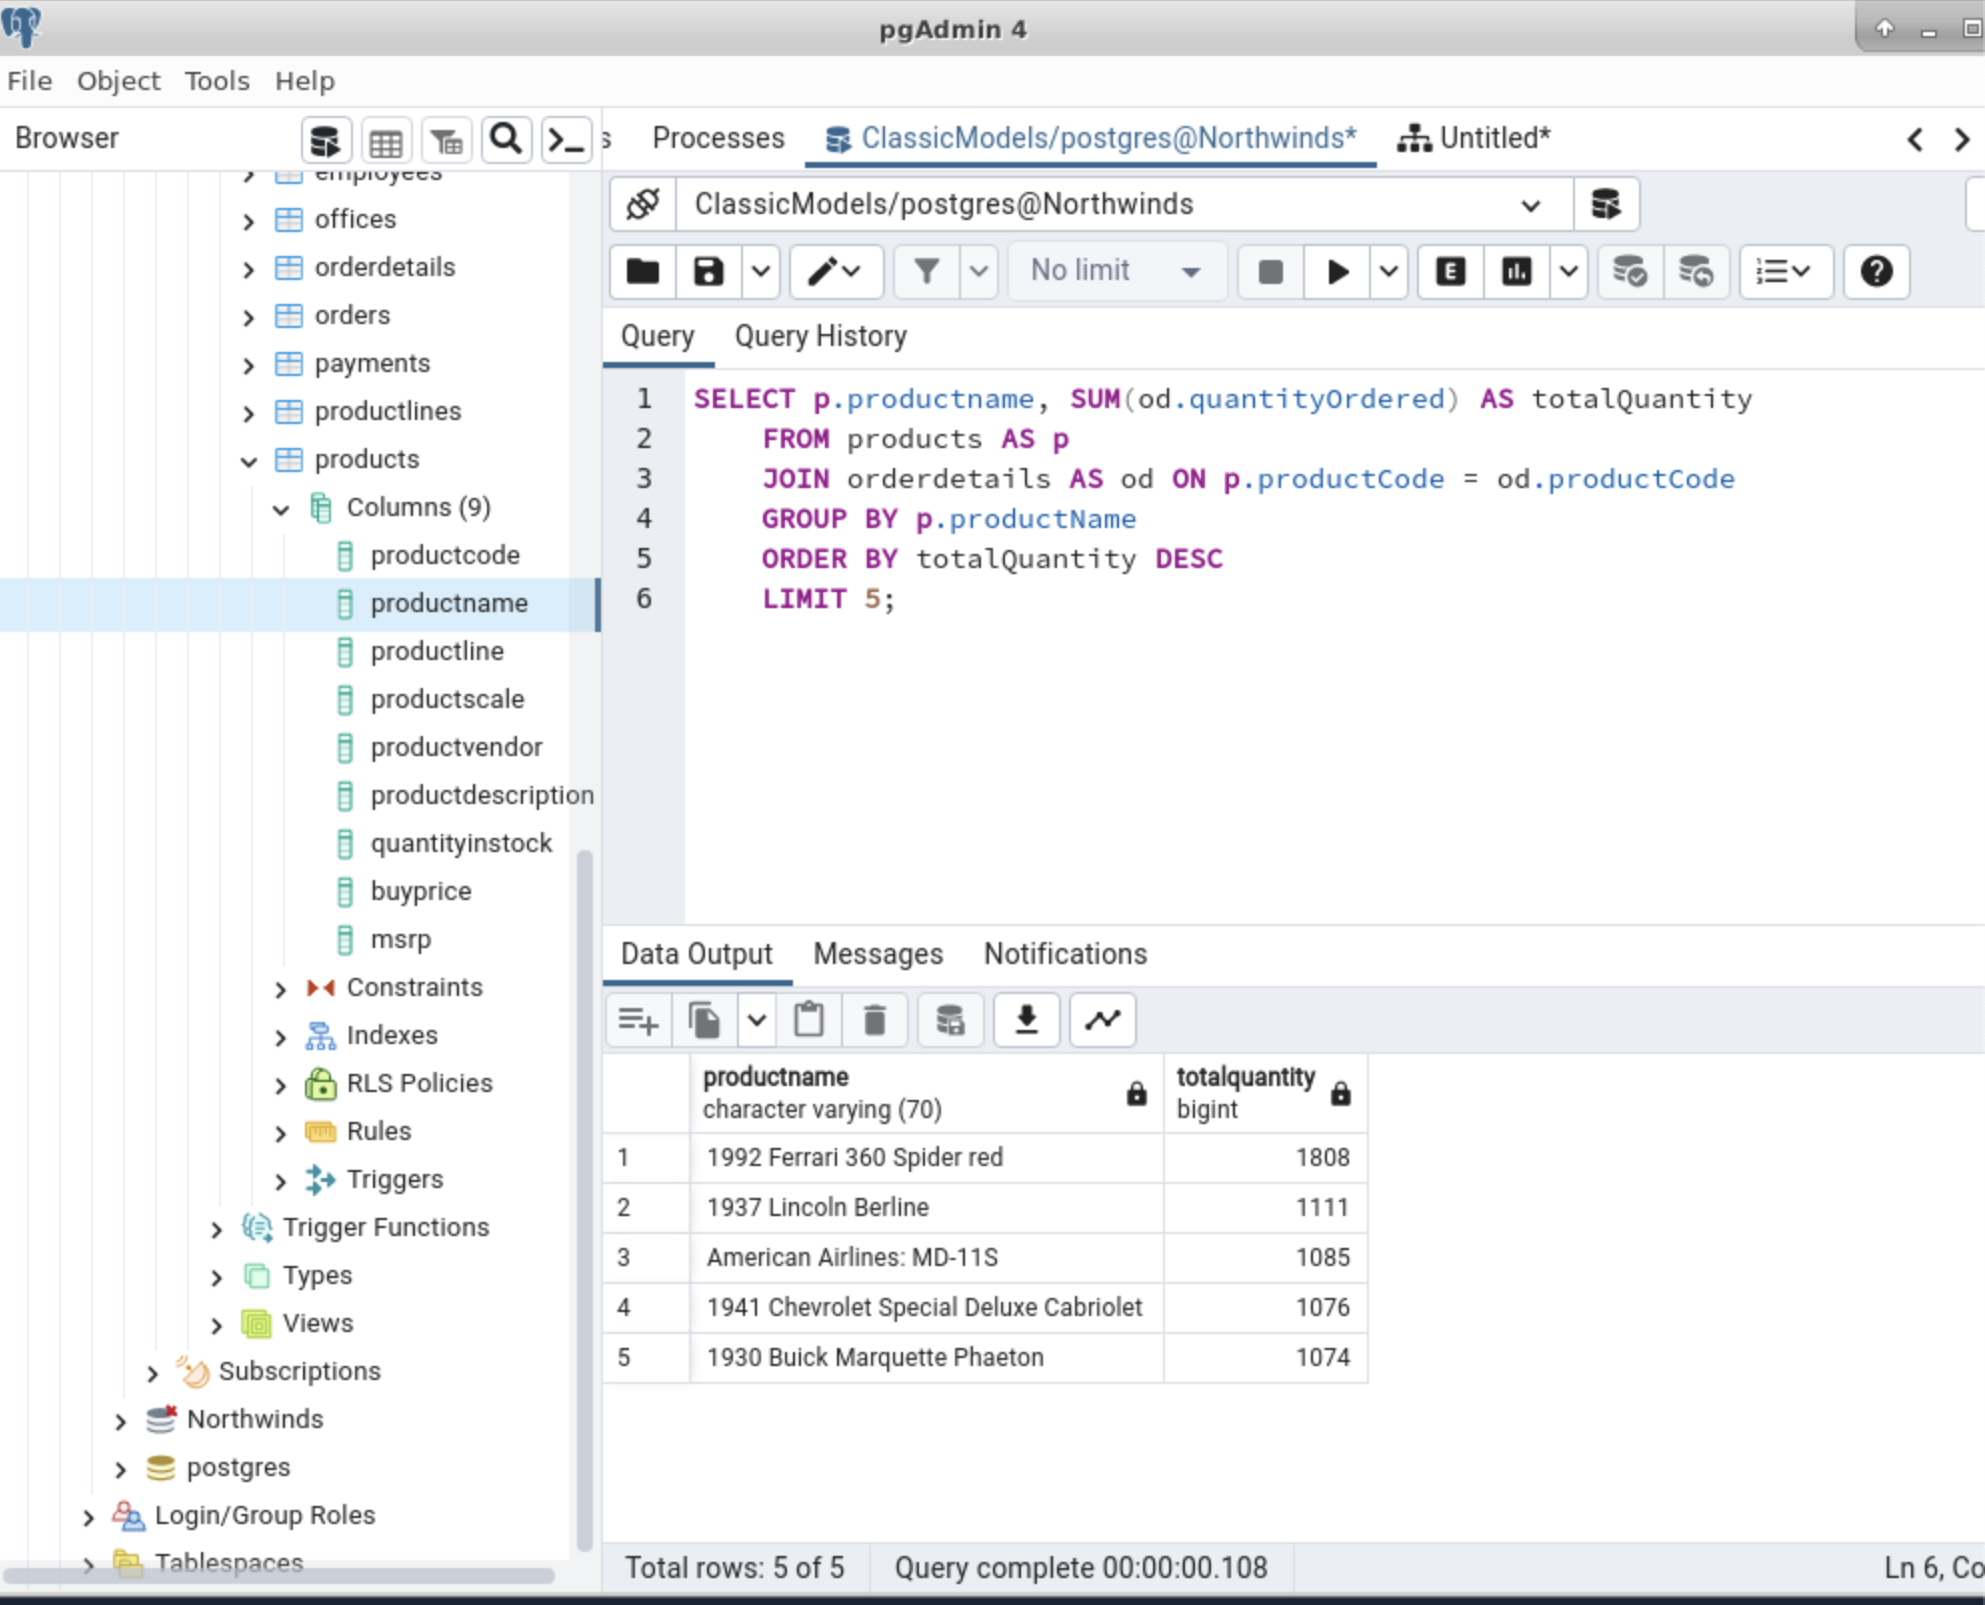 pgAdmin 4
File Object Tools Help
Browser
s Processes ClassicModels/postgres@Northwinds* Untitled*
employees
offices
orderdetails
orders
payments
productlines
products
Columns (9)
productcode
productname
productline
productscale
productvendor
productdescription
quantityinstock
buyprice
msrp
Constraints
Indexes
RLS Policies
Rules
Triggers
Trigger Functions
Types
Views
Subscriptions
Northwinds
postgres
Login/Group Roles
Tablespaces
ClassicModels/postgres@Northwinds
No limit E
Query Query History
1 SELECT p.productname, SUM(od.quantityOrdered) AS totalQuantity
2 FROM products AS p
3 JOIN orderdetails AS od ON p.productCode = od.productCode
4 GROUP BY p.productName
5 ORDER BY totalQuantity DESC
6 LIMIT 5;
Data Output Messages Notifications
productname totalquantity
character varying (70) bigint
1 1992 Ferrari 360 Spider red 1808
2 1937 Lincoln Berline 1111
3 American Airlines: MD-11S 1085
4 1941 Chevrolet Special Deluxe Cabriolet 1076
5 1930 Buick Marquette Phaeton 1074
Total rows: 5 of 5 Query complete 00:00:00.108 Ln 6, Co